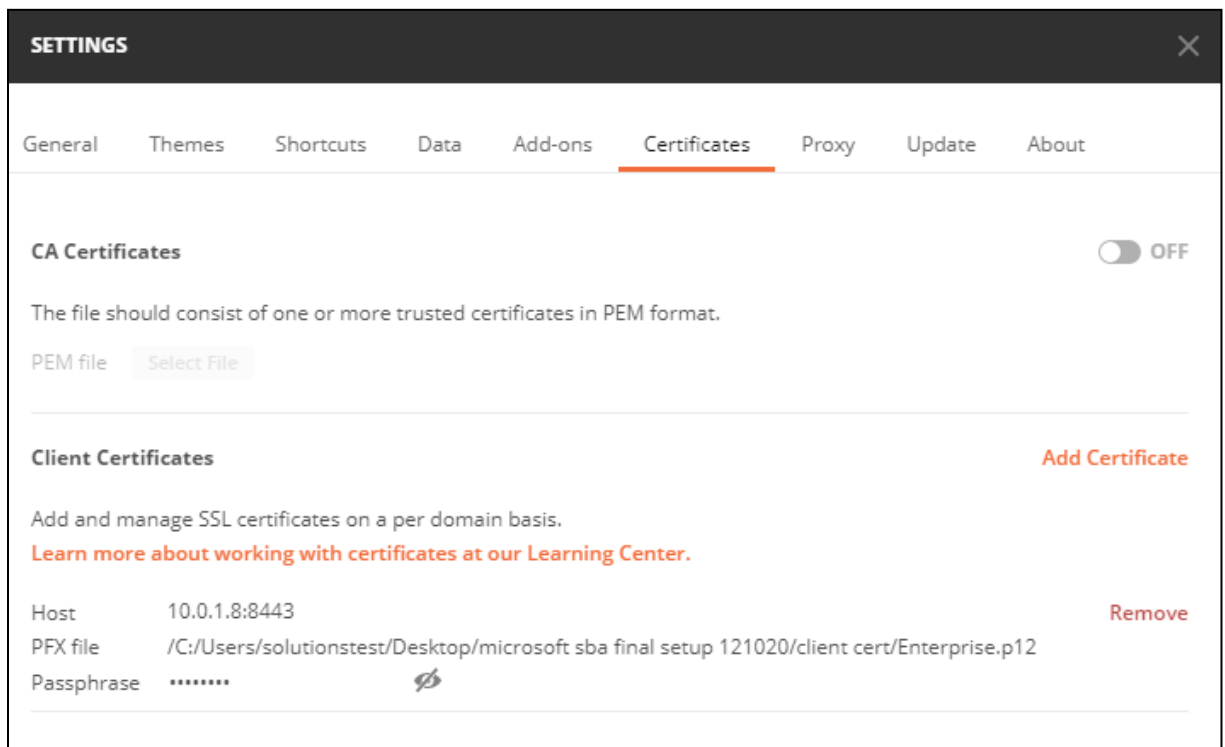 SETTINGS
General Themes Shortcuts Data Add-ons Certificates Proxy Update About
CA Certificates OFF
The file should consist of one or more trusted certificates in PEM format.
PEM file Select File
Client Certificates Add Certificate
Add and manage SSL certificates on a per domain basis.
Learn more about working with certificates at our Learning Center.
Host 10.0.1.8:8443 Remove
PFX file /C:/Users/solutionstest/Desktop/microsoft sba final setup 121020/client cert/Enterprise.p12
Passphrase ••••••••